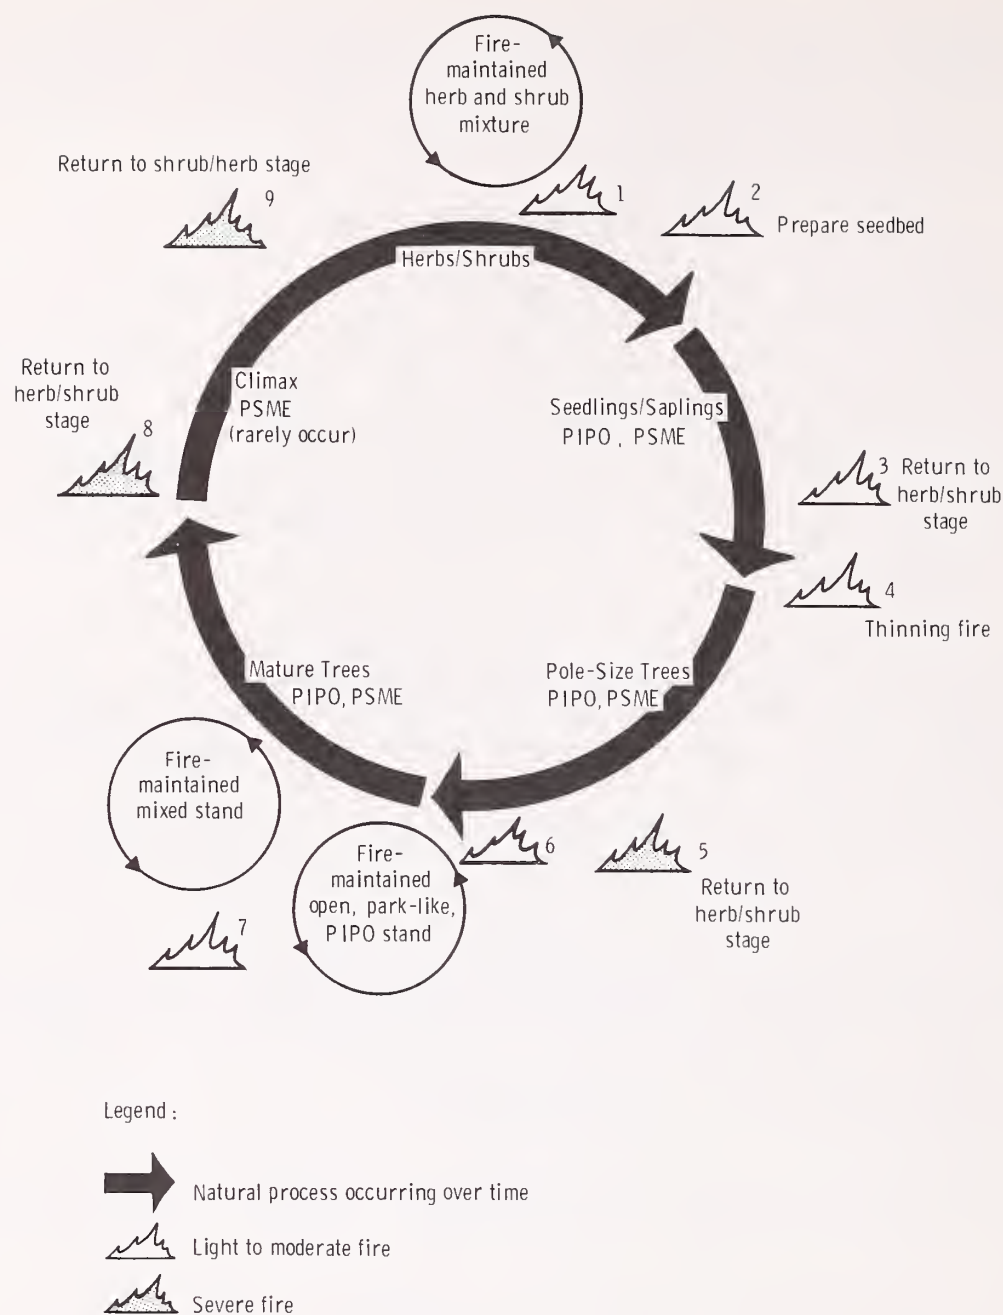 Fire-
maintained
herb and shrub
mixture
Return to shrub/herb stage
9
1
2
Prepare seedbed
Herbs/Shrubs
Return to
herb/shrub
stage
8
Climax
PSME
(rarely occur)
Seedlings/Saplings
PIPO, PSME
3
Return to
herb/shrub
stage
4
Thinning fire
Mature Trees
PIPO, PSME
Pole-Size Trees
PIPO, PSME
Fire-
maintained
mixed stand
Fire-
maintained
open, park-like,
PIPO stand
6
5
Return to
herb/shrub
stage
7
Legend:
Natural process occurring over time
Light to moderate fire
Severe fire